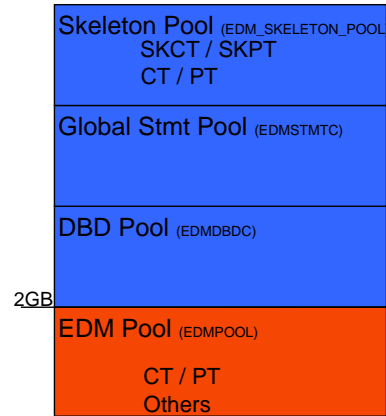 Skeleton Pool (EDM_SKELETON_POOL
SKCT / SKPT
CT / PT
Global Stmt Pool (EDMSTMTC)
DBD Pool (EDMDBDC)
2GB
EDM Pool (EDMPOOL)
CT / PT
Others